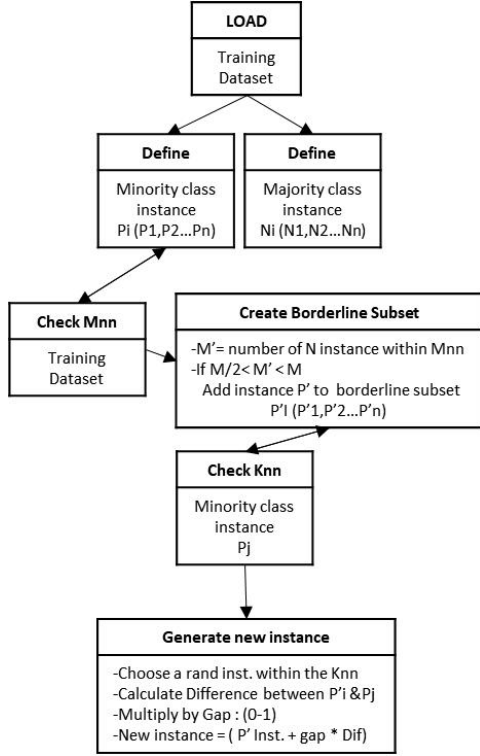 LOAD
Training
Dataset
Define
Minority class
instance
Pi (P1,P2...Pn)
Define
Majority class
instance
Ni (N1,N2...Nn)
Check Mnn
Training
Dataset
Create Borderline Subset
-M'= number of N instance within Mnn
-If M/2< M' < M
Add instance P' to borderline subset
P'I (P'1,P'2...P'n)
Check Knn
Minority class
instance
Pj
Generate new instance
-Choose a rand inst. within the Knn
-Calculate Difference between P'i &Pj
-Multiply by Gap : (0-1)
-New instance = ( P' Inst. + gap * Dif)